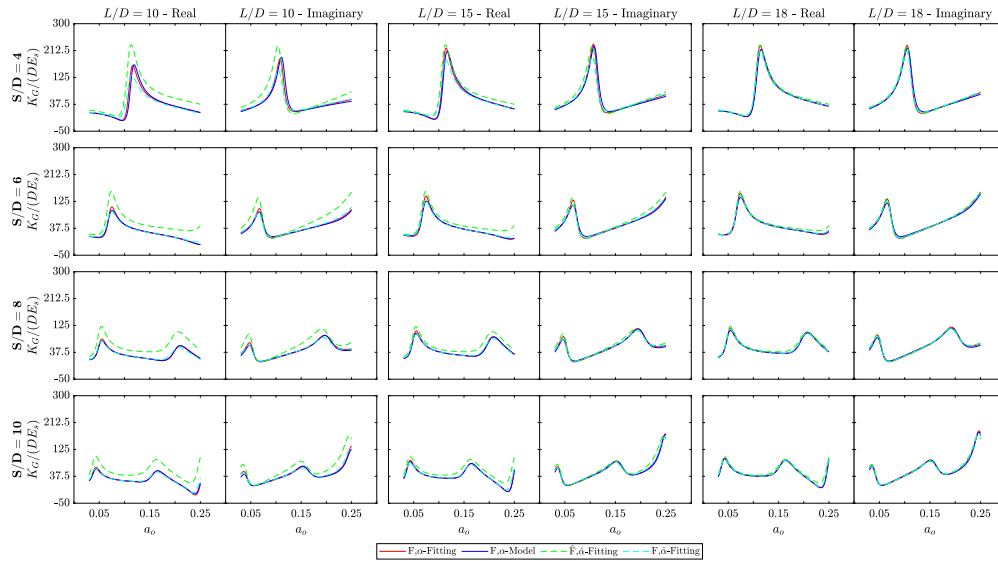 L/D = 10 - Real L/D = 10 - Imaginary L/D = 15 - Real L/D = 15 - Imaginary L/D = 18 - Real L/D = 18 - Imaginary
S/D = 4
K_G/(DE_s)
300
212.5
125
37.5
-50
S/D = 6
K_G/(DE_s)
300
212.5
125
37.5
-50
S/D = 8
K_G/(DE_s)
300
212.5
125
37.5
-50
S/D = 10
K_G/(DE_s)
300
212.5
125
37.5
-50
0.05 0.15 0.25 0.05 0.15 0.25 0.05 0.15 0.25 0.05 0.15 0.25 0.05 0.15 0.25 0.05 0.15 0.25
a_o a_o a_o a_o a_o a_o
F,α-Fitting F,α-Model F̂,α̂-Fitting F,α̂-Fitting